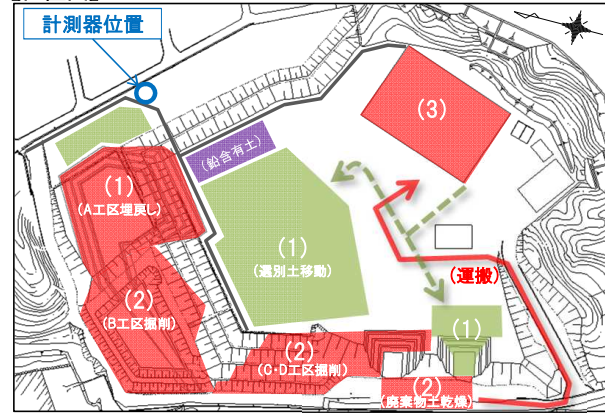 計測器位置
(3)
(鉛含有土)
(1)
(A工区埋戻し)
(1)
(選別土移動)
(運搬)
(2)
(B工区掘削)
(1)
(2)
(C・D工区掘削)
(2)
(廃棄物土乾燥)